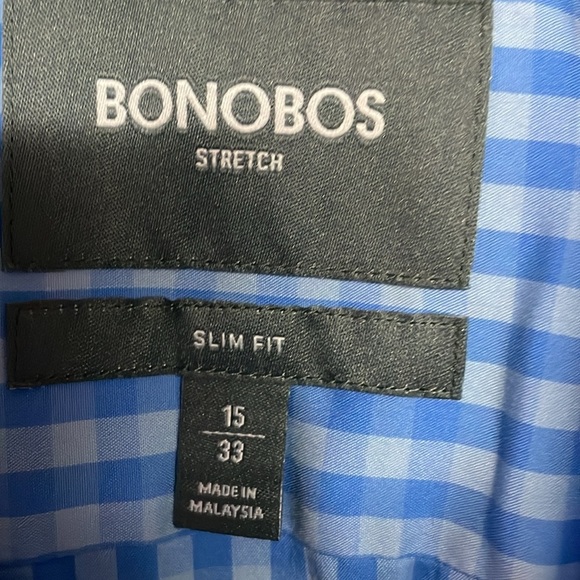 BONOBOS
STRETCH
SLIM FIT
15
33
MADE IN
MALAYSIA